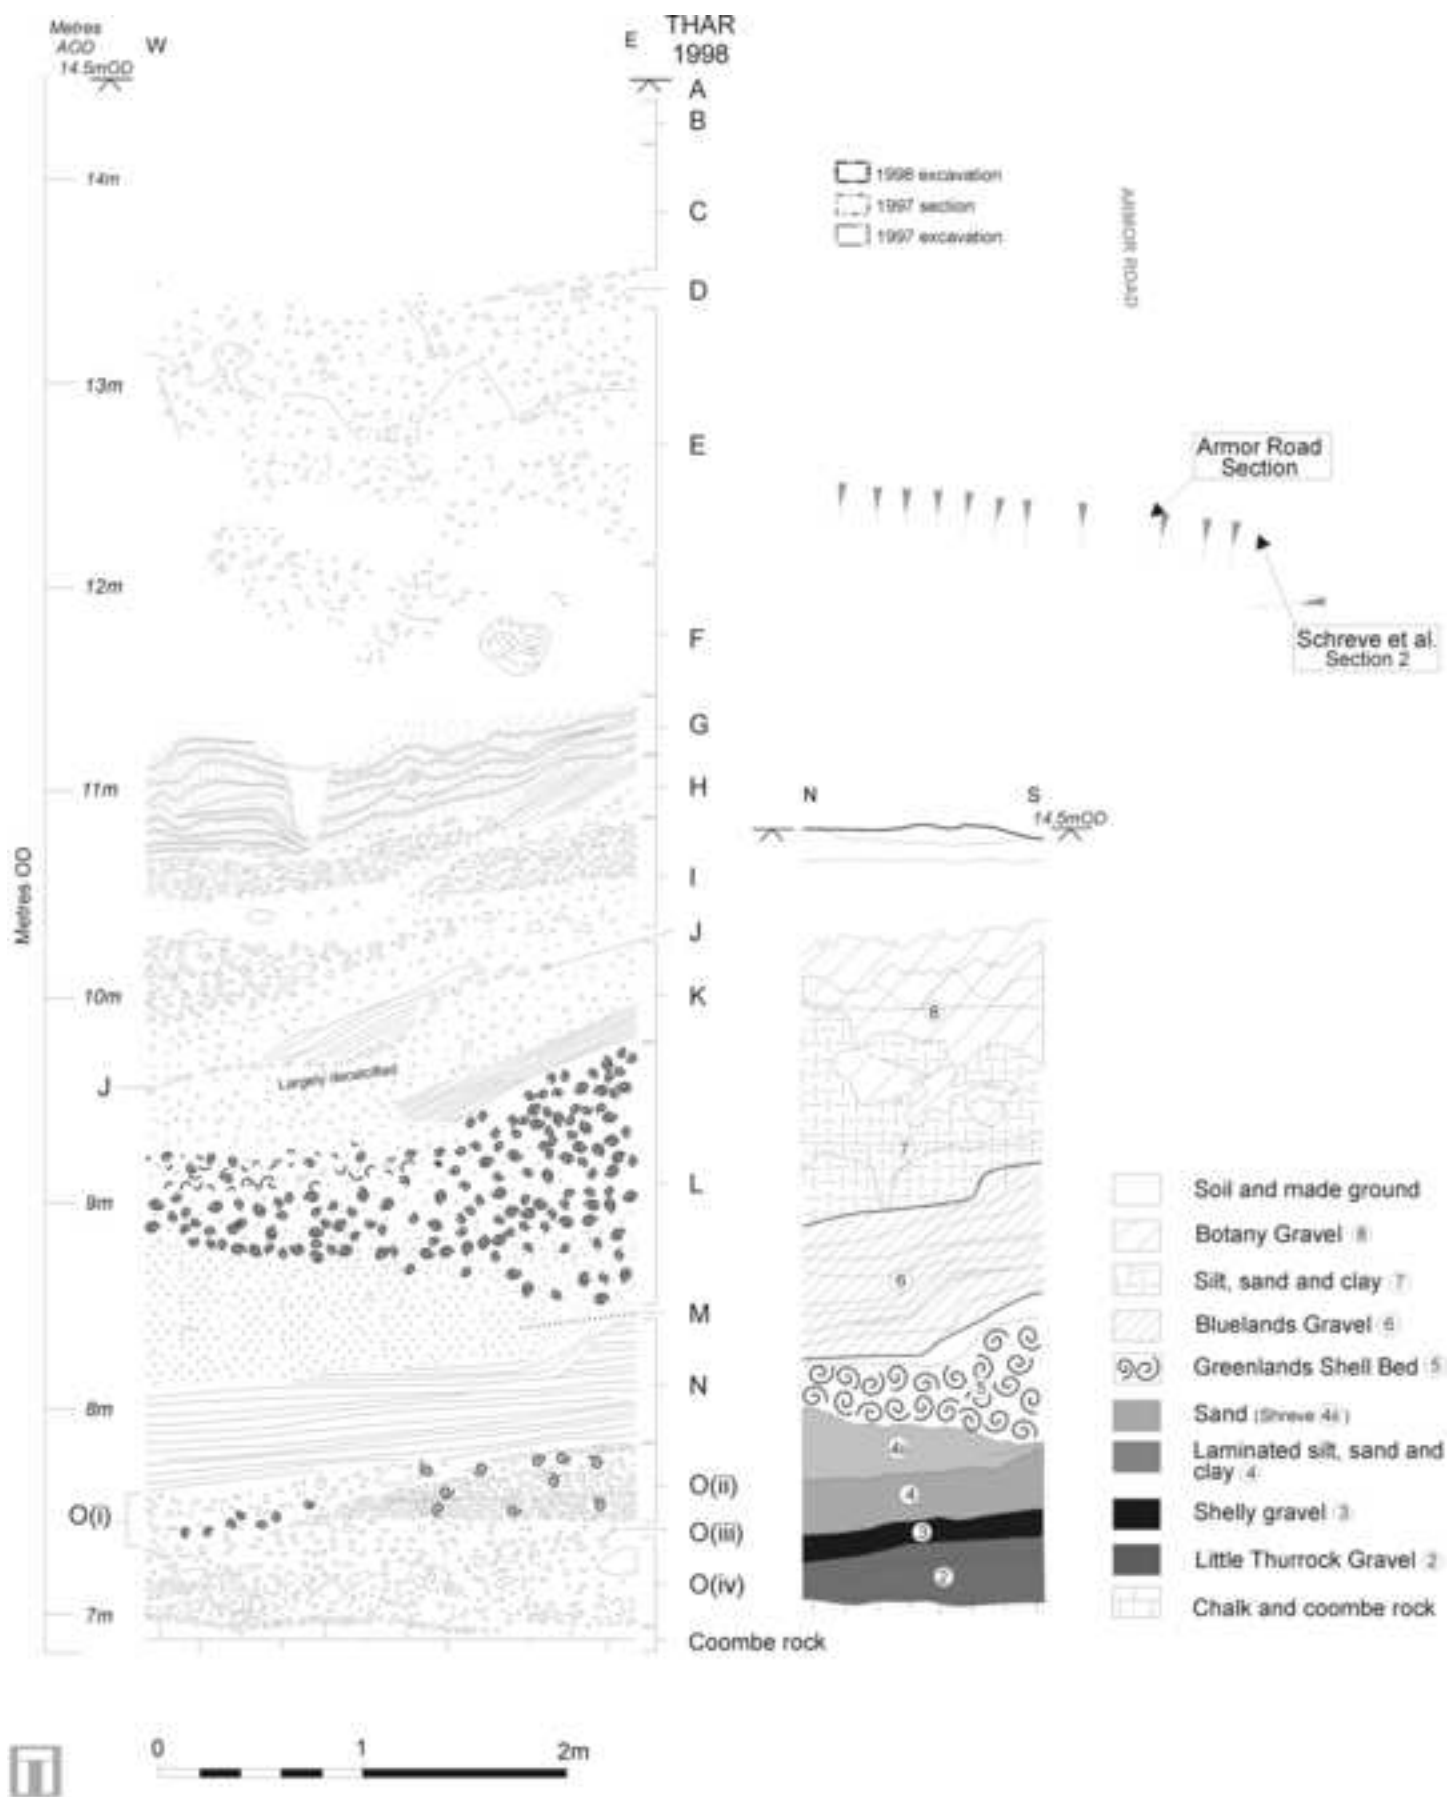 Metres
AOD
14.5mOD
W
E
THAR
1998
A
B
14m
C
D
13m
E
12m
F
G
11m
H
I
J
10m
K
J
Largely decalcified
L
9m
M
N
8m
O(i)
O(ii)
O(iii)
O(iv)
7m
Coombe rock
Metres OD
0 1 2m
1998 excavation
1997 section
1997 excavation
ARMOR ROAD
Armor Road
Section
Schreve et al.
Section 2
N
S
14.5mOD
8
7
6
5
4ii
4
3
2
Soil and made ground
Botany Gravel 8
Silt, sand and clay 7
Bluelands Gravel 6
Greenlands Shell Bed 5
Sand (Shreve 4ii)
Laminated silt, sand and
clay 4
Shelly gravel 3
Little Thurrock Gravel 2
Chalk and coombe rock